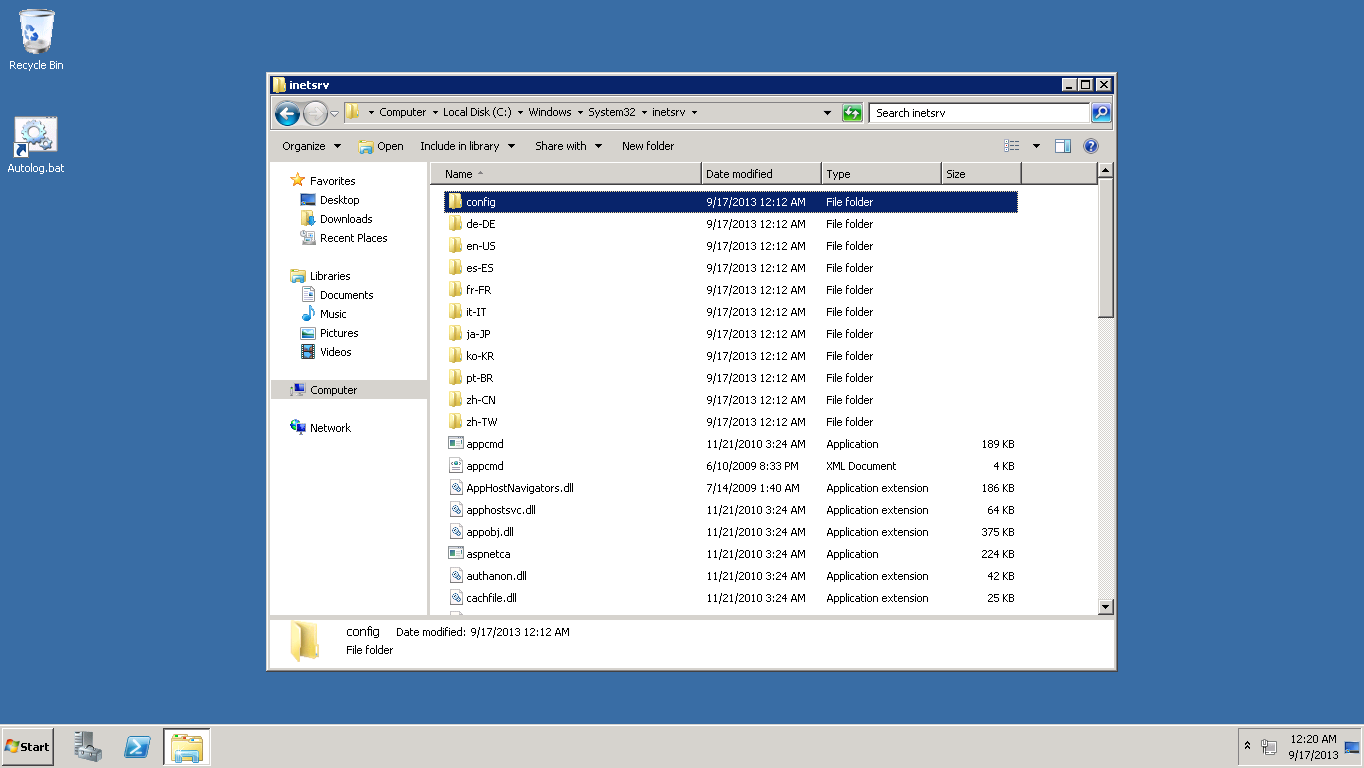 Recycle Bin
Autolog.bat
inetsrv
Computer Local Disk (C:) Windows System32 inetsrv
Search inetsrv
Organize Open Include in library Share with New folder
Favorites
Desktop
Downloads
Recent Places
Libraries
Documents
Music
Pictures
Videos
Computer
Network
Name Date modified Type Size
config 9/17/2013 12:12 AM File folder
de-DE 9/17/2013 12:12 AM File folder
en-US 9/17/2013 12:12 AM File folder
es-ES 9/17/2013 12:12 AM File folder
fr-FR 9/17/2013 12:12 AM File folder
it-IT 9/17/2013 12:12 AM File folder
ja-JP 9/17/2013 12:12 AM File folder
ko-KR 9/17/2013 12:12 AM File folder
pt-BR 9/17/2013 12:12 AM File folder
zh-CN 9/17/2013 12:12 AM File folder
zh-TW 9/17/2013 12:12 AM File folder
appcmd 11/21/2010 3:24 AM Application 189 KB
appcmd 6/10/2009 8:33 PM XML Document 4 KB
AppHostNavigators.dll 7/14/2009 1:40 AM Application extension 186 KB
apphostsvc.dll 11/21/2010 3:24 AM Application extension 64 KB
appobj.dll 11/21/2010 3:24 AM Application extension 375 KB
aspnetca 11/21/2010 3:24 AM Application 224 KB
authanon.dll 11/21/2010 3:24 AM Application extension 42 KB
cachfile.dll 11/21/2010 3:24 AM Application extension 25 KB
config Date modified: 9/17/2013 12:12 AM
File folder
Start
12:20 AM
9/17/2013